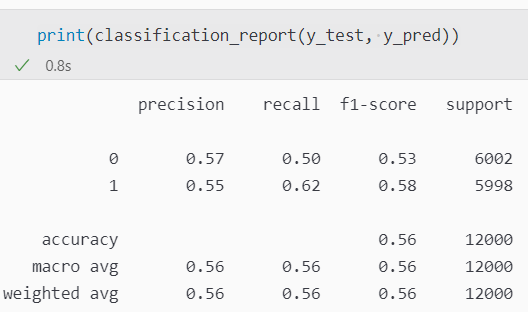 print(classification_report(y_test, y_pred))
0.8s
precision recall f1-score support
0 0.57 0.50 0.53 6002
1 0.55 0.62 0.58 5998
accuracy 0.56 12000
macro avg 0.56 0.56 0.56 12000
weighted avg 0.56 0.56 0.56 12000